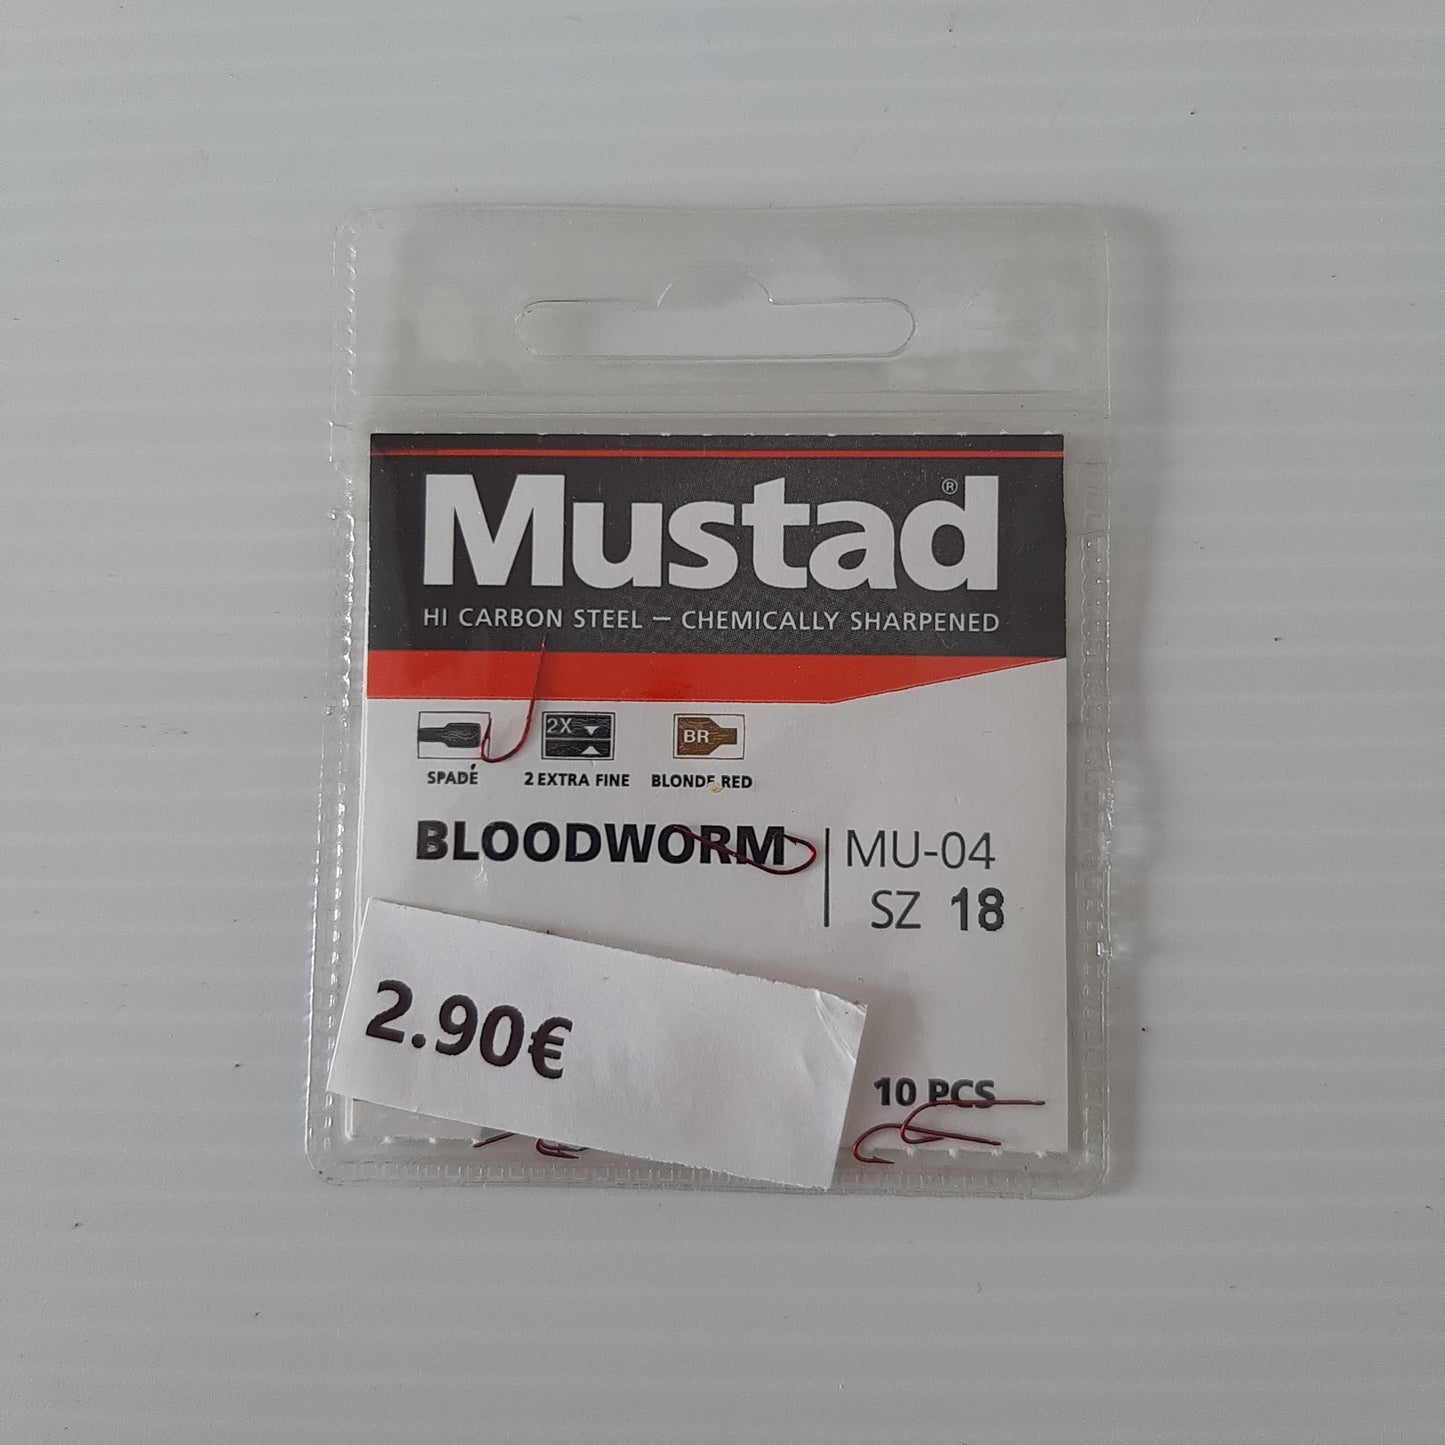 Mustad®
HI CARBON STEEL – CHEMICALLY SHARPENED
2X
BR
SPADÉ
2 EXTRA FINE
BLONDE RED
BLOODWORM
MU-04
SZ 18
2.90€
10 PCS